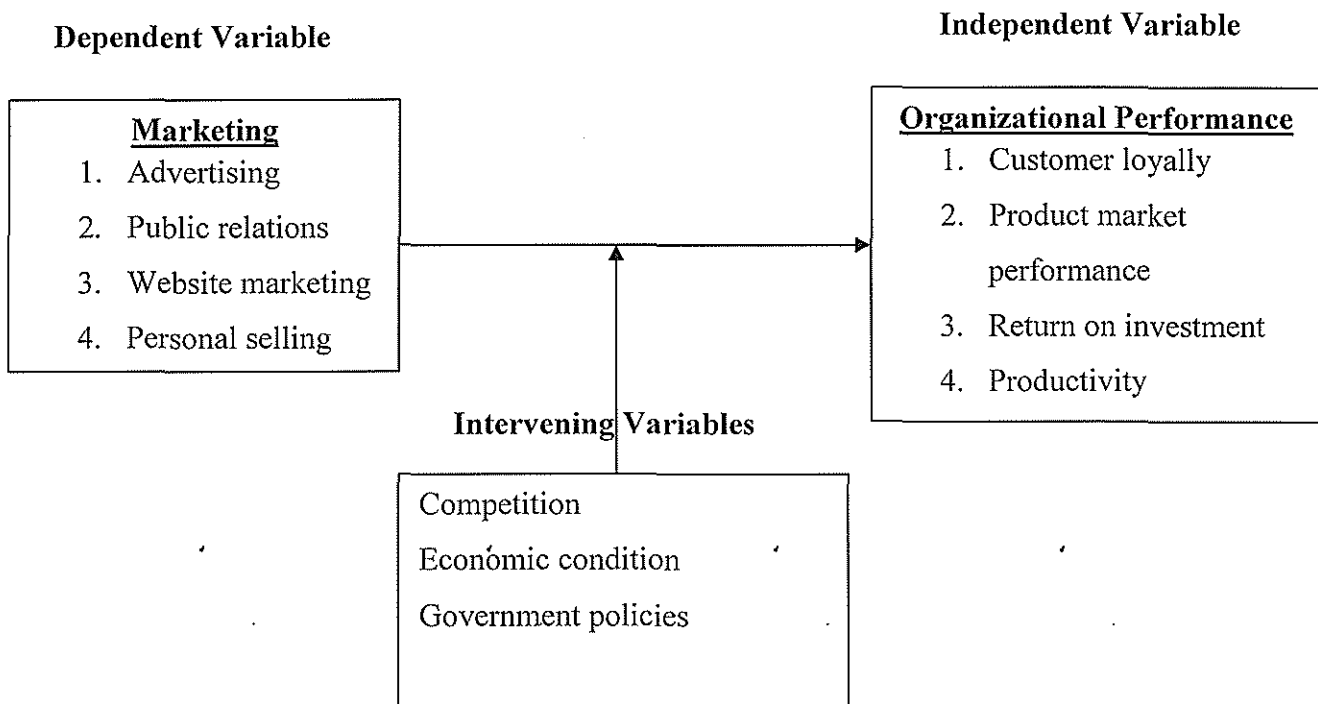 Dependent Variable
Independent Variable
Marketing
1. Advertising
2. Public relations
3. Website marketing
4. Personal selling
Organizational Performance
1. Customer loyally
2. Product market
performance
3. Return on investment
4. Productivity
Intervening Variables
Competition
Economic condition
Government policies